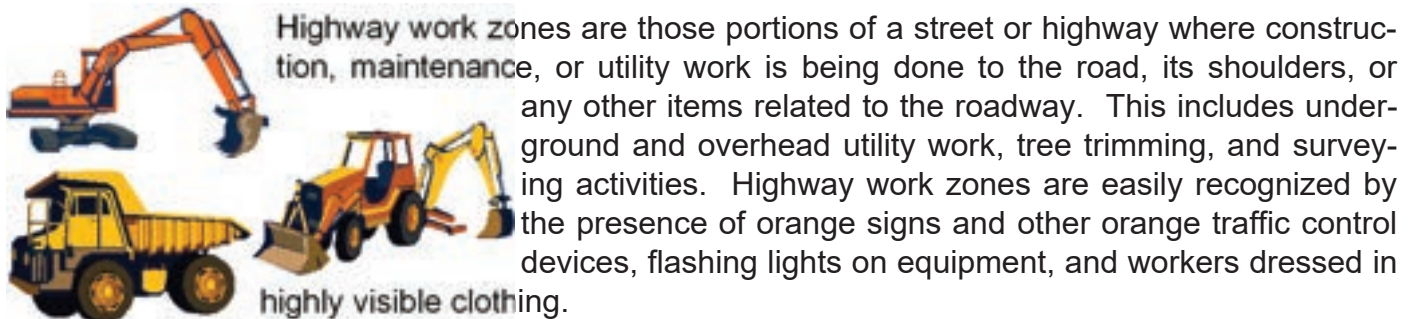 Highway work zones are those portions of a street or highway where construc-
tion, maintenance, or utility work is being done to the road, its shoulders, or
any other items related to the roadway.  This includes under-
ground and overhead utility work, tree trimming, and survey-
ing activities.  Highway work zones are easily recognized by
the presence of orange signs and other orange traffic control
devices, flashing lights on equipment, and workers dressed in
highly visible clothing.